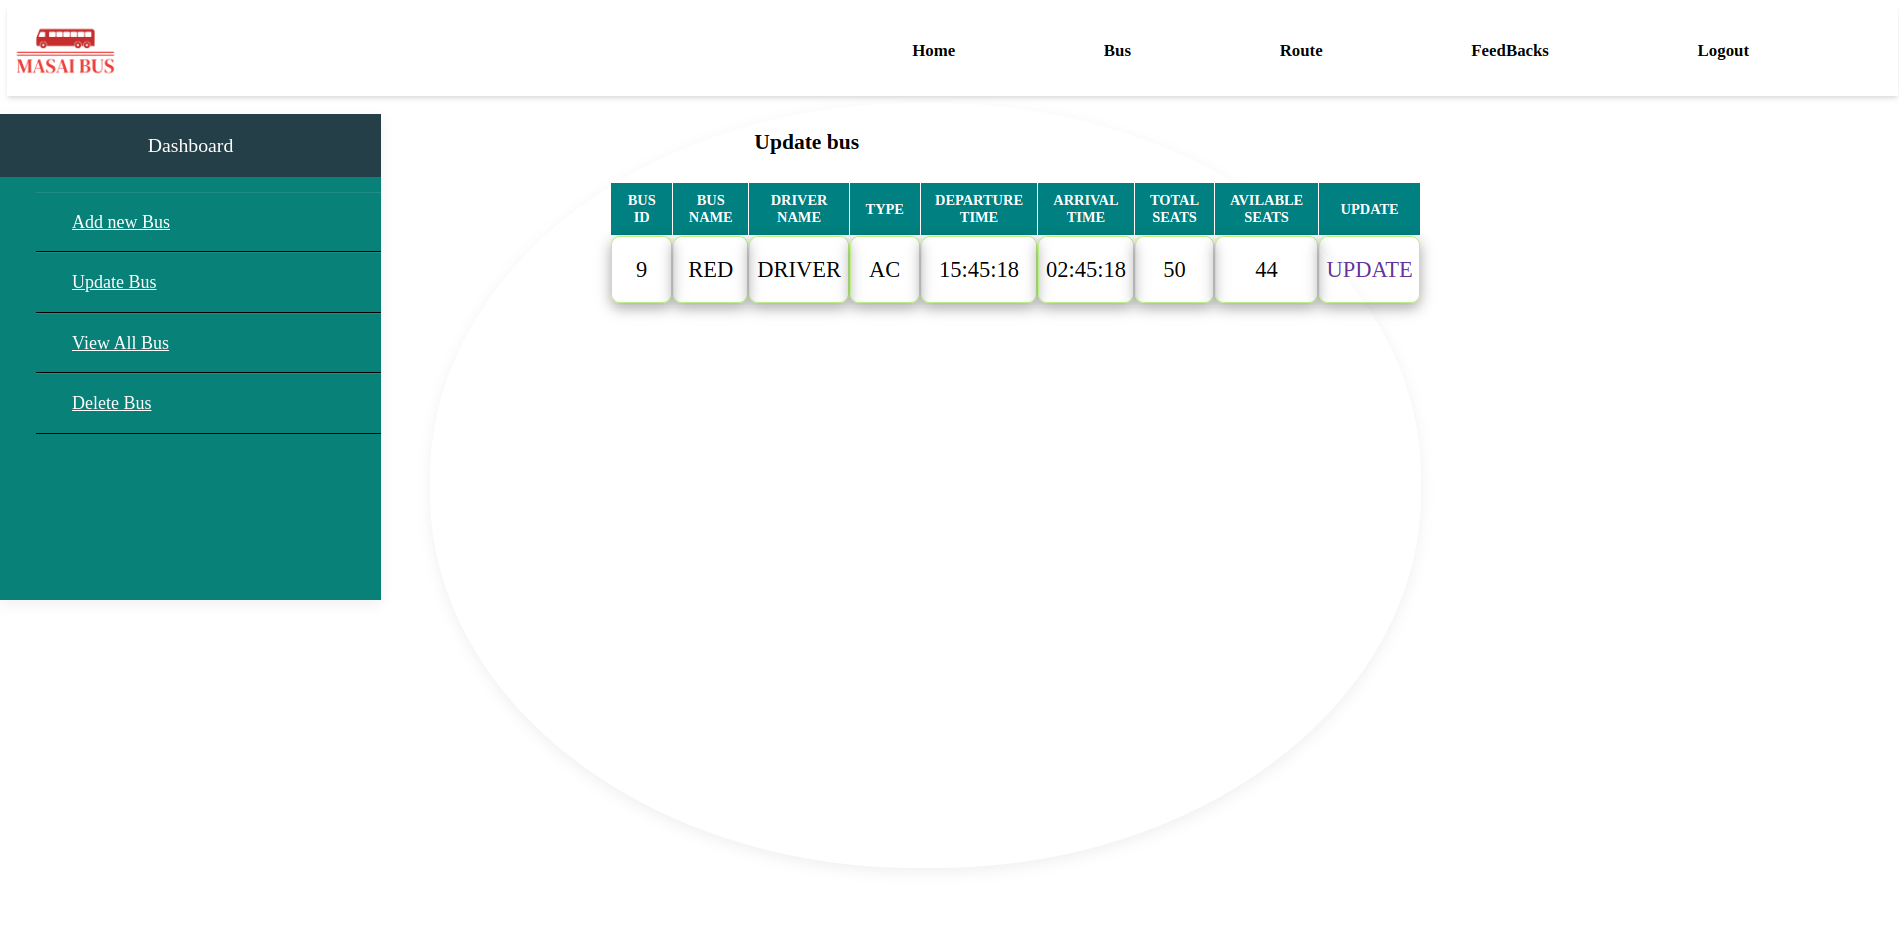 MASAI BUS
Home Bus Route FeedBacks Logout
Dashboard
Add new Bus
Update Bus
View All Bus
Delete Bus
Update bus
BUS ID BUS NAME DRIVER NAME TYPE DEPARTURE TIME ARRIVAL TIME TOTAL SEATS AVILABLE SEATS UPDATE
9 RED DRIVER AC 15:45:18 02:45:18 50 44 UPDATE